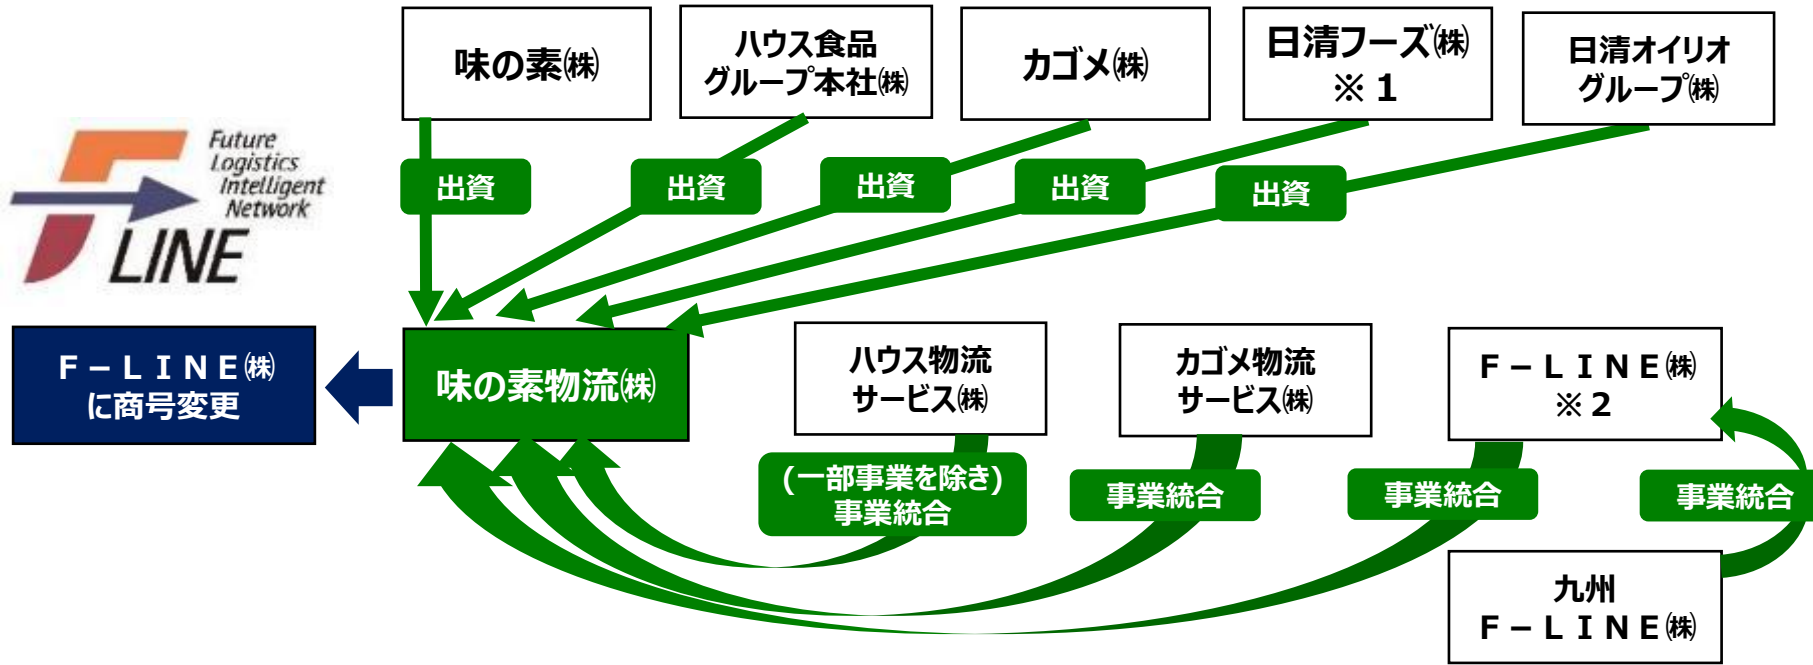 味の素㈱
ハウス食品
グループ本社㈱
カゴメ㈱
日清フーズ㈱
※1
日清オイリオ
グループ㈱
Future
Logistics
Intelligent
Network
LINE
出資
出資
出資
出資
出資
F－LINE㈱
に商号変更
味の素物流㈱
ハウス物流
サービス㈱
カゴメ物流
サービス㈱
F－LINE㈱
※2
(一部事業を除き)
事業統合
事業統合
事業統合
事業統合
九州
F－LINE㈱